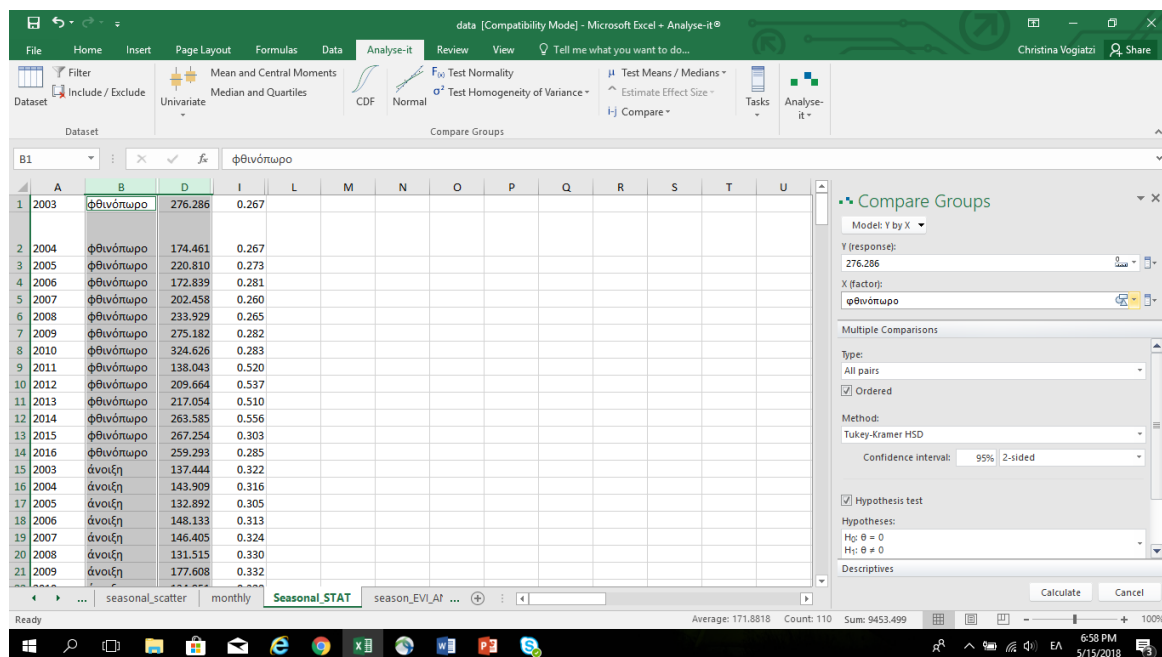 data [Compatibility Mode] - Microsoft Excel + Analyse-it®
File Home Insert Page Layout Formulas Data Analyse-it Review View Tell me what you want to do... Christina Vogiatzi Share
Filter Mean and Central Moments F(x) Test Normality μ Test Means / Medians
Include / Exclude Median and Quartiles σ² Test Homogeneity of Variance Estimate Effect Size
Dataset Univariate CDF Normal i-j Compare Tasks Analyse-
it
Dataset Compare Groups
B1 fx φθινόπωρο
A B D I L M N O P Q R S T U
1 2003 φθινόπωρο 276.286 0.267
2 2004 φθινόπωρο 174.461 0.267
3 2005 φθινόπωρο 220.810 0.273
4 2006 φθινόπωρο 172.839 0.281
5 2007 φθινόπωρο 202.458 0.260
6 2008 φθινόπωρο 233.929 0.265
7 2009 φθινόπωρο 275.182 0.282
8 2010 φθινόπωρο 324.626 0.283
9 2011 φθινόπωρο 138.043 0.520
10 2012 φθινόπωρο 209.664 0.537
11 2013 φθινόπωρο 217.054 0.510
12 2014 φθινόπωρο 263.585 0.556
13 2015 φθινόπωρο 267.254 0.303
14 2016 φθινόπωρο 259.293 0.285
15 2003 άνοιξη 137.444 0.322
16 2004 άνοιξη 143.909 0.316
17 2005 άνοιξη 132.892 0.305
18 2006 άνοιξη 148.133 0.313
19 2007 άνοιξη 146.405 0.324
20 2008 άνοιξη 131.515 0.330
21 2009 άνοιξη 177.608 0.332
Compare Groups
Model: Y by X
Y (response):
276.286
X (factor):
φθινόπωρο
Multiple Comparisons
Type:
All pairs
Ordered
Method:
Tukey-Kramer HSD
Confidence interval: 95% 2-sided
Hypothesis test
Hypotheses:
H₀: θ = 0
H₁: θ ≠ 0
Descriptives
Calculate Cancel
... seasonal_scatter monthly Seasonal_STAT season_EVI_AN ...
Ready Average: 171.8818 Count: 110 Sum: 9453.499 100%
ΕΛ 6:58 PM
5/15/2018